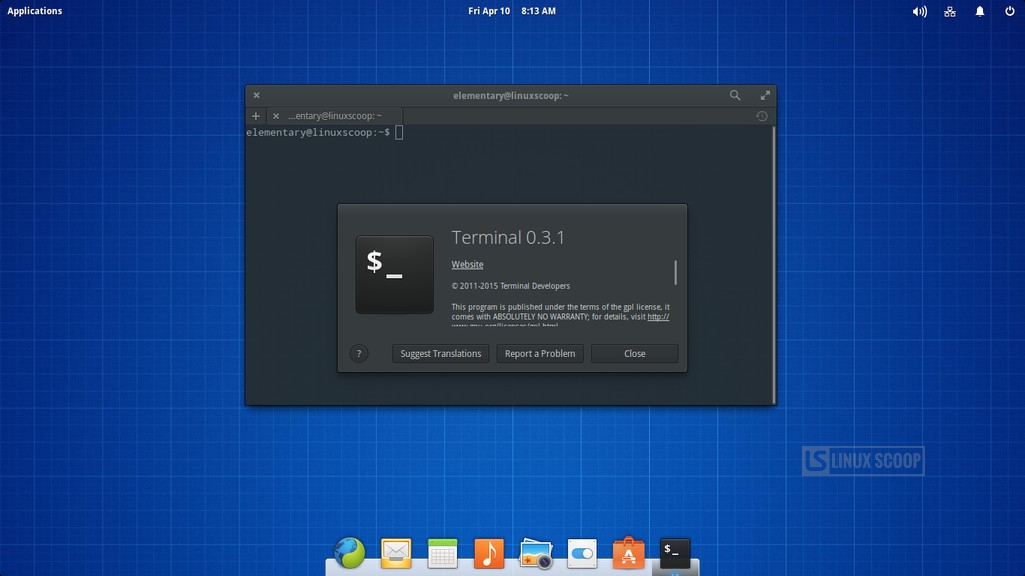 Applications
Fri Apr 10 8:13 AM
elementary@linuxscoop: ~
...entary@linuxscoop: ~
elementary@linuxscoop:~$
$_
Terminal 0.3.1
Website
© 2011-2015 Terminal Developers
This program is published under the terms of the gpl license, it
comes with ABSOLUTELY NO WARRANTY; for details, visit http://
?
Suggest Translations
Report a Problem
Close
LS LINUX SCOOP
$_